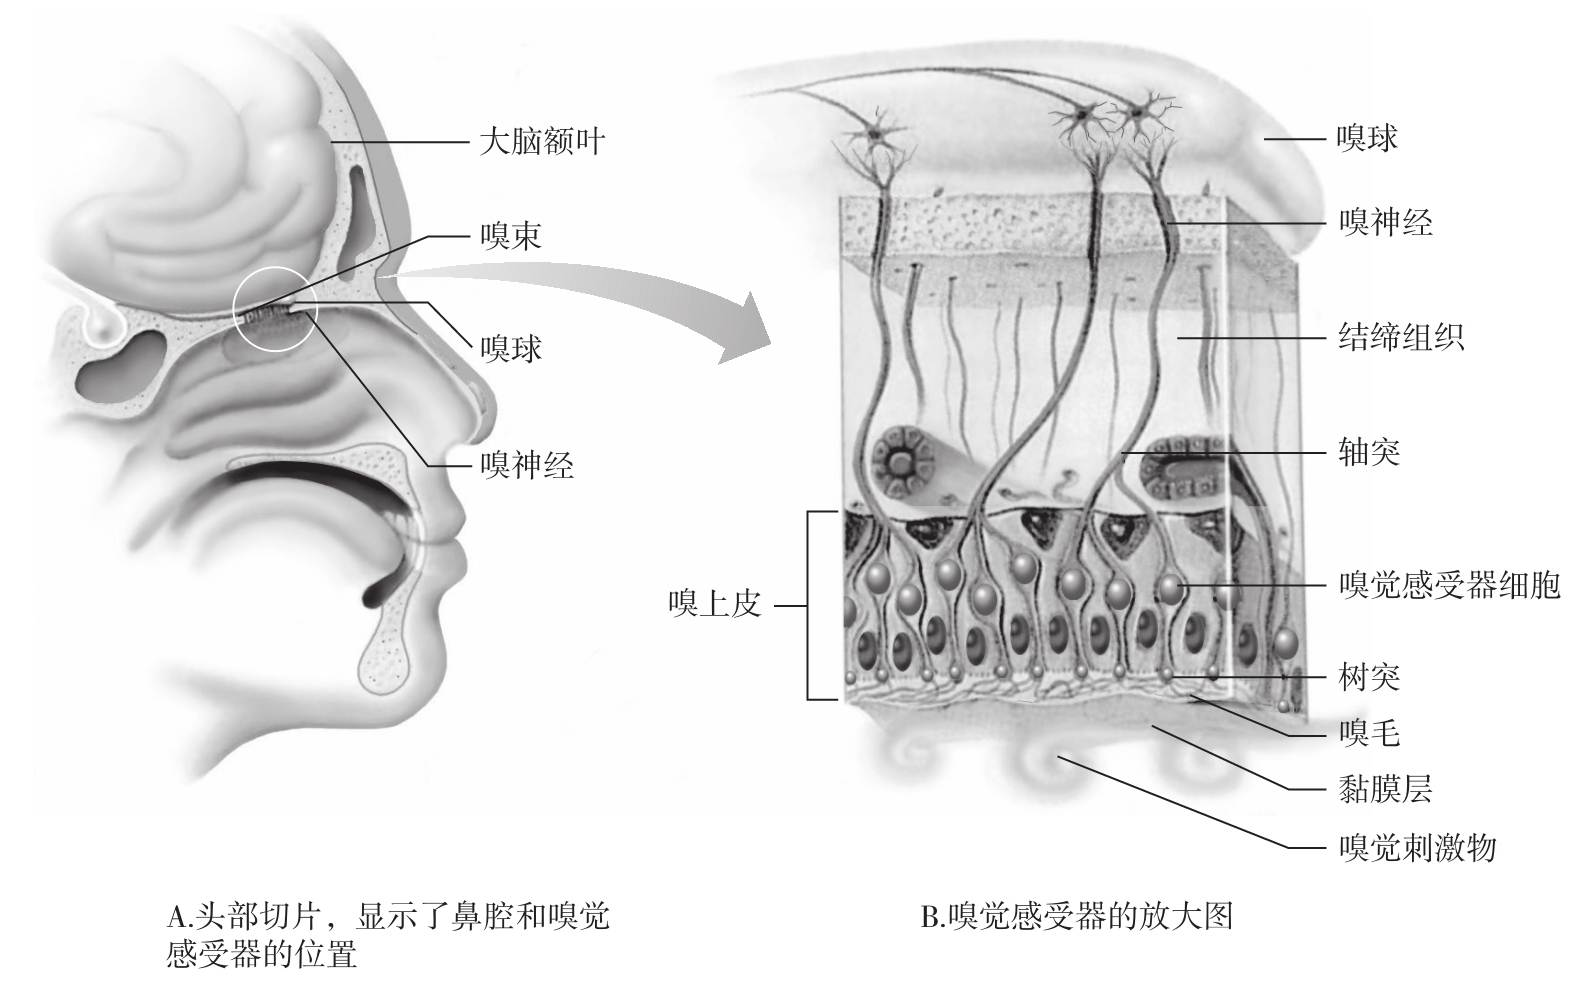 大脑额叶
嗅束
嗅球
嗅神经
A.头部切片，显示了鼻腔和嗅觉
感受器的位置
嗅球
嗅神经
结缔组织
轴突
嗅上皮
嗅觉感受器细胞
树突
嗅毛
黏膜层
嗅觉刺激物
B.嗅觉感受器的放大图